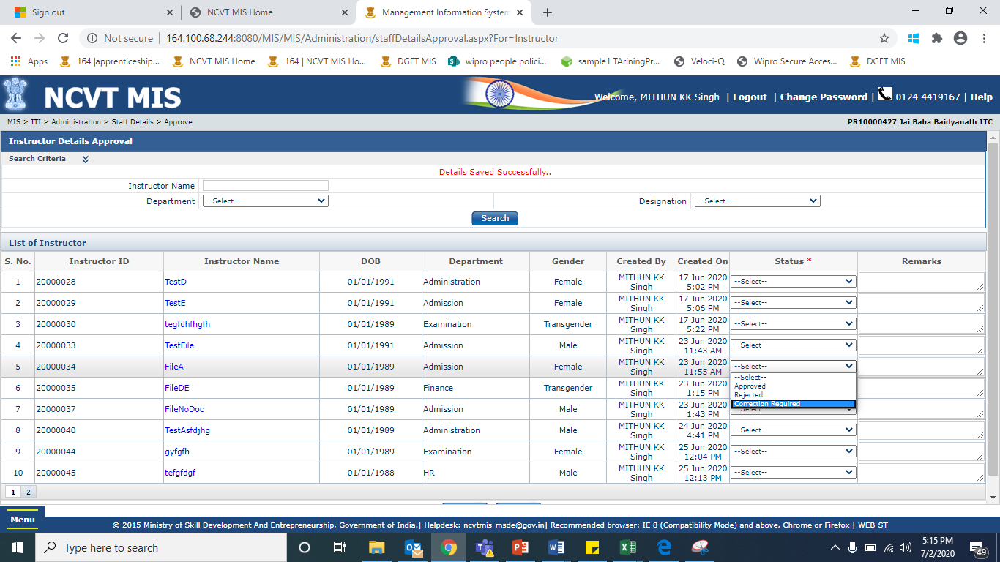 Sign out
NCVT MIS Home
Management Information System
Not secure | 164.100.68.244:8080/MIS/MIS/Administration/staffDetailsApproval.aspx?For=Instructor
Apps 164 |apprenticeship... NCVT MIS Home 164 | NCVT MIS Ho... DGET MIS wipro people polici... sample1 TAriningPr... Veloci-Q Wipro Secure Acces... DGET MIS
NCVT MIS
Welcome, MITHUN KK Singh | Logout | Change Password | 0124 4419167 | Help
MIS > ITI > Administration > Staff Details > Approve
PR10000427 Jai Baba Baidyanath ITC
Instructor Details Approval
Search Criteria
Details Saved Successfully..
Instructor Name
Department --Select-- Designation --Select--
Search
List of Instructor
S. No. Instructor ID Instructor Name DOB Department Gender Created By Created On Status * Remarks
1 20000028 TestD 01/01/1991 Administration Female MITHUN KK Singh 17 Jun 2020 5:02 PM --Select--
2 20000029 TestE 01/01/1991 Admission Female MITHUN KK Singh 17 Jun 2020 5:06 PM --Select--
3 20000030 tegfdhfhgfh 01/01/1989 Examination Transgender MITHUN KK Singh 17 Jun 2020 5:22 PM --Select--
4 20000033 TestFile 01/01/1991 Admission Male MITHUN KK Singh 23 Jun 2020 11:43 AM --Select--
5 20000034 FileA 01/01/1989 Admission Female MITHUN KK Singh 23 Jun 2020 11:55 AM --Select--
--Select--
Approved
Rejected
Correction Required
6 20000035 FileDE 01/01/1989 Finance Transgender MITHUN KK Singh 23 Jun 2020 1:15 PM
7 20000037 FileNoDoc 01/01/1989 Admission Male MITHUN KK Singh 23 Jun 2020 1:43 PM --Select--
8 20000040 TestAsfdjhg 01/01/1989 Administration Male MITHUN KK Singh 24 Jun 2020 4:41 PM --Select--
9 20000044 gyfgfh 01/01/1989 Examination Female MITHUN KK Singh 25 Jun 2020 12:04 PM --Select--
10 20000045 tefgfdgf 01/01/1988 HR Male MITHUN KK Singh 25 Jun 2020 12:13 PM --Select--
1 2
Menu
© 2015 Ministry of Skill Development And Entrepreneurship, Government of India.| Helpdesk: ncvtmis-msde@gov.in| Recommended browser: IE 8 (Compatibility Mode) and above, Chrome or Firefox | WEB-ST
Type here to search
5:15 PM
7/2/2020
49